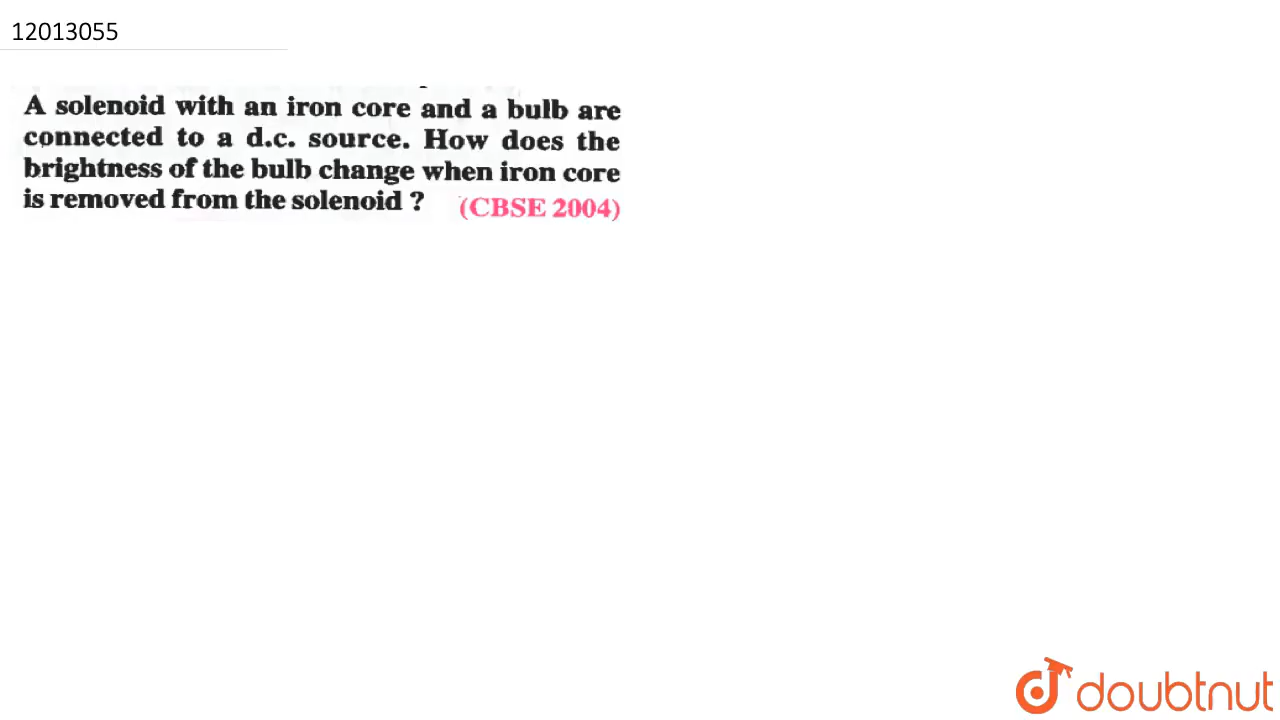 12013055
A solenoid with an iron core and a bulb are
connected to a d.c. source. How does the
brightness of the bulb change when iron core
is removed from the solenoid ? (CBSE 2004)
doubtnut